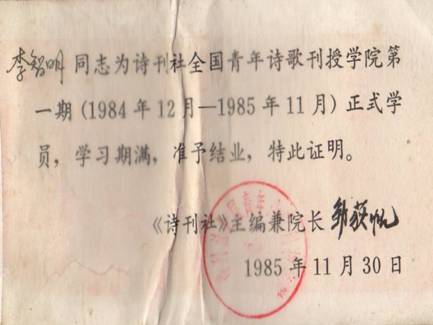 李智明同志为诗刊社全国青年诗歌刊授学院第
一期(1984年12月—1985年11月)正式学
员，学习期满，准予结业，特此证明。
《诗刊社》主编兼院长 邹荻帆
1985年11月30日